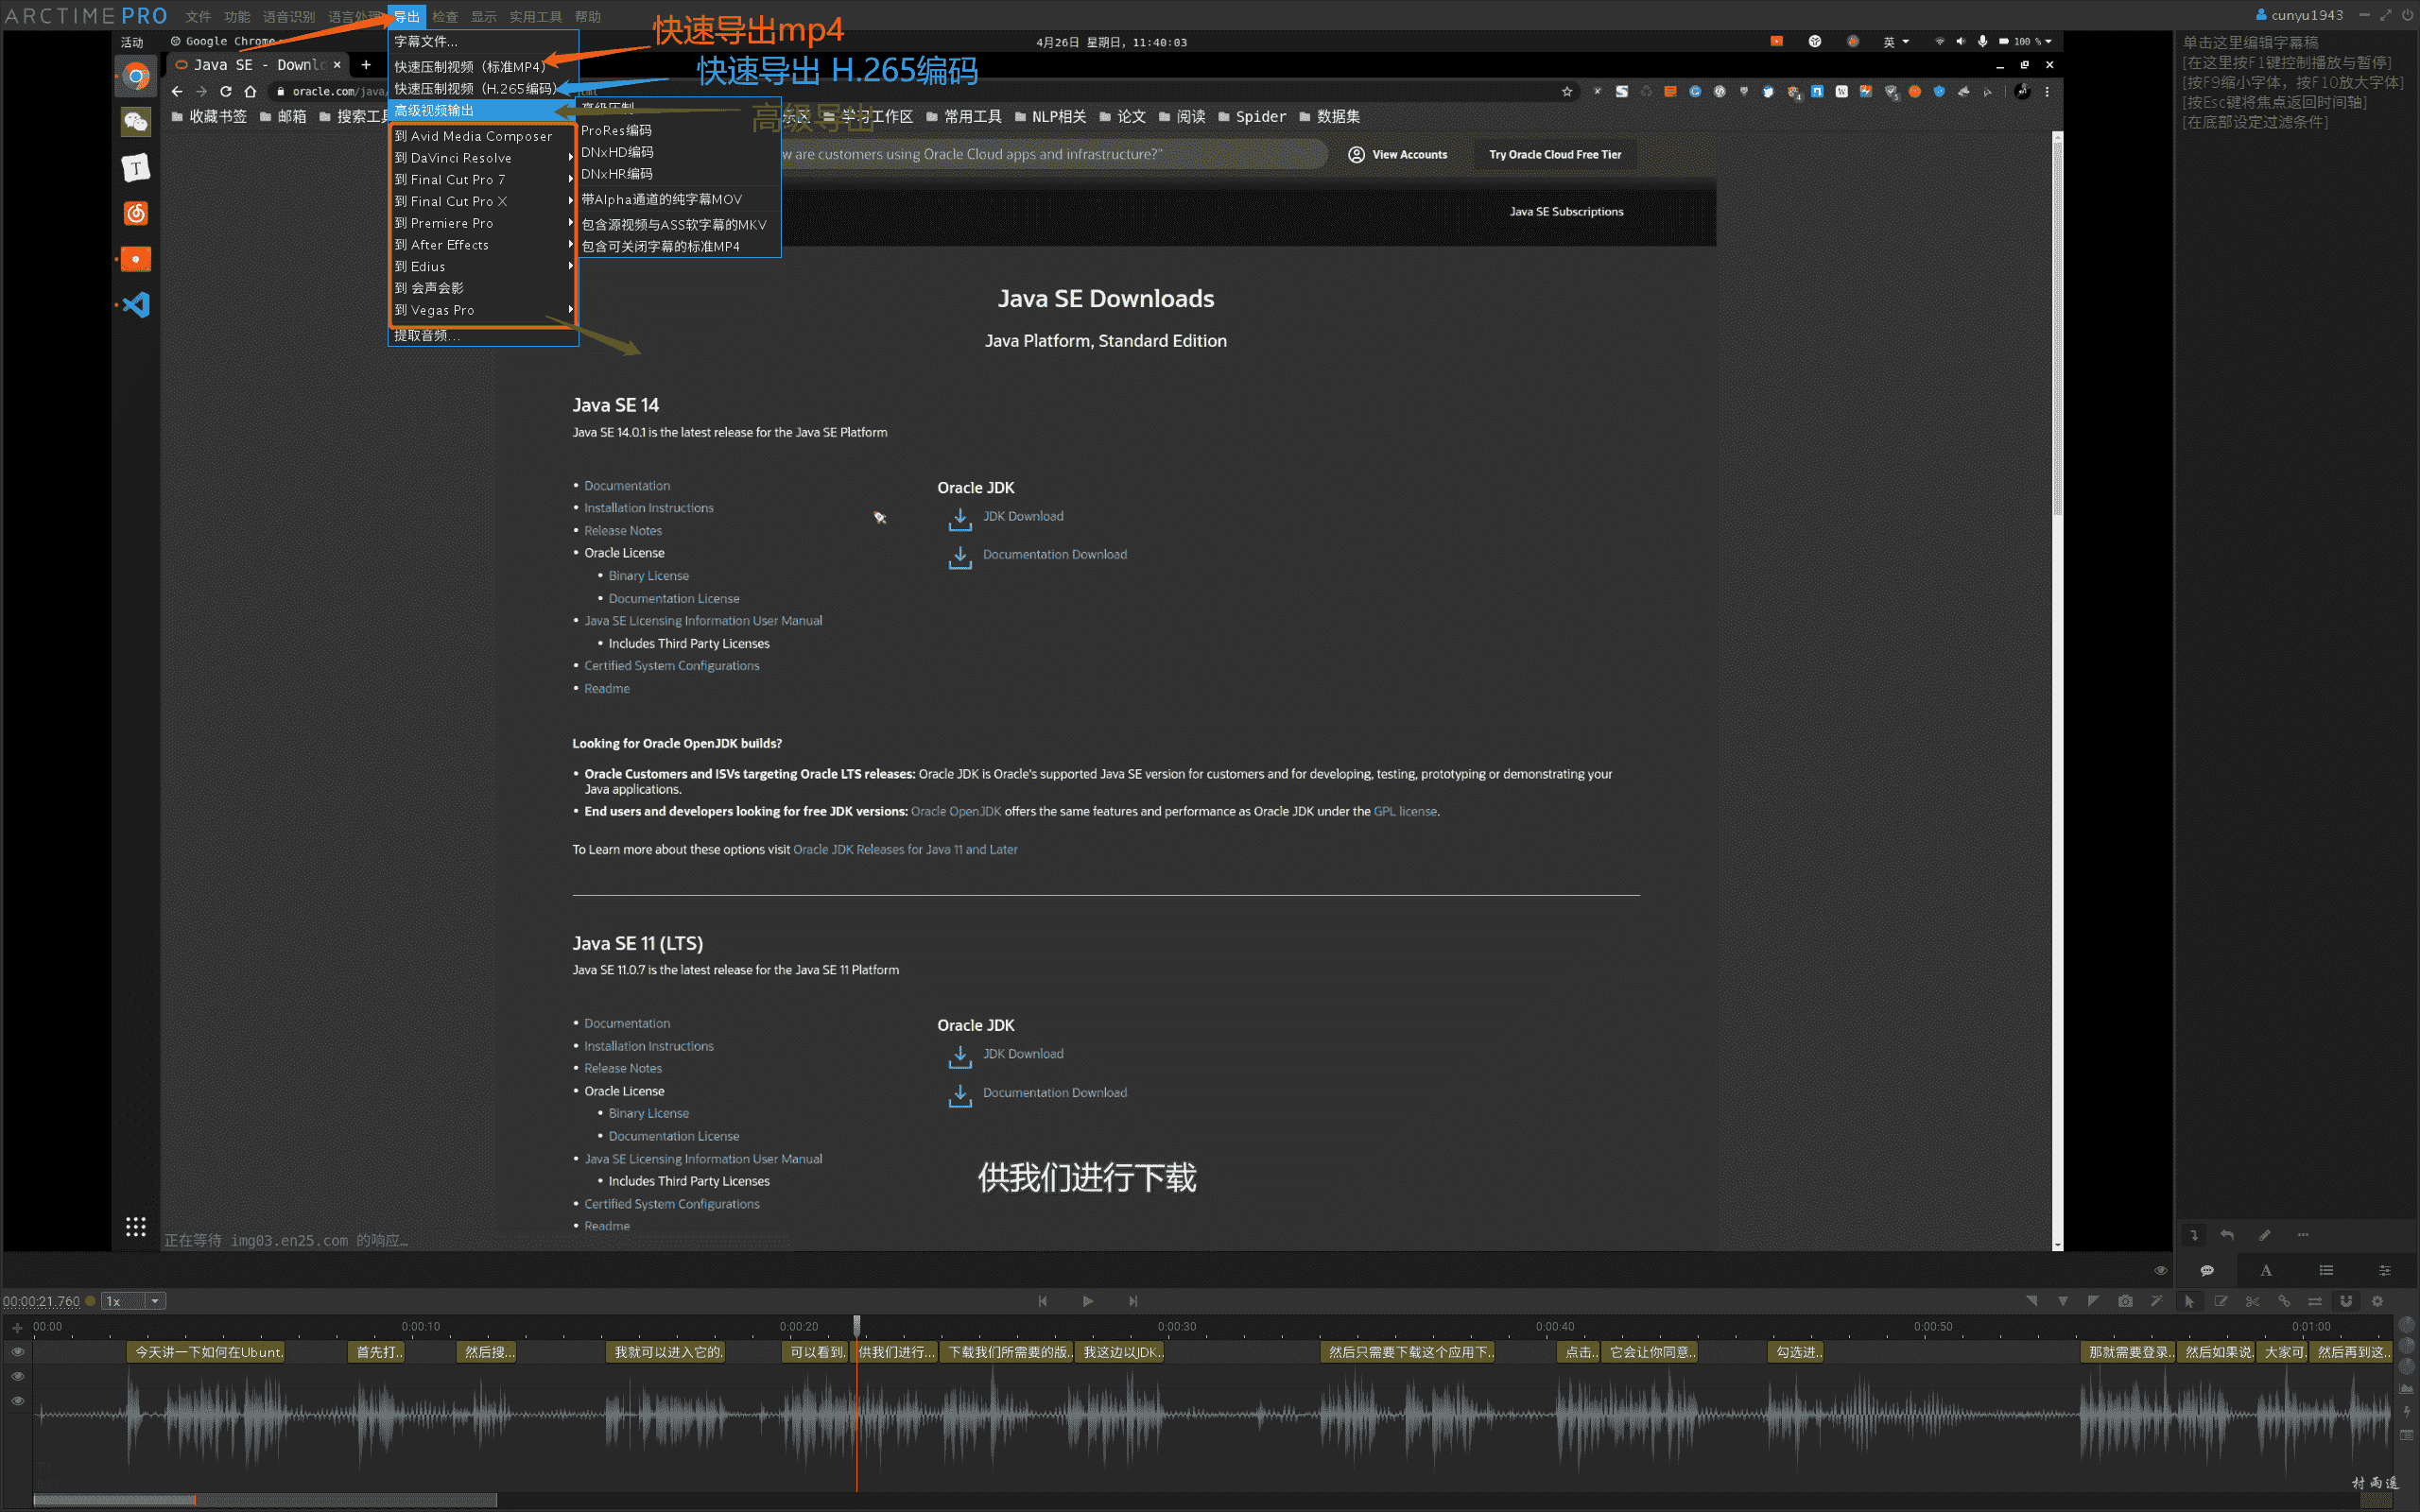 ARCTIME PRO 文件 功能 语音识别 语言处理 导出 检查 显示 实用工具 帮助
cunyu1943
快速导出mp4
快速导出 H.265编码
高级导出
字幕文件...
快速压制视频（标准MP4）
快速压制视频（H.265编码）
高级视频输出
到 Avid Media Composer
到 DaVinci Resolve
到 Final Cut Pro 7
到 Final Cut Pro X
到 Premiere Pro
到 After Effects
到 Edius
到 会声会影
到 Vegas Pro
提取音频...
高级压制
ProRes编码
DNxHD编码
DNxHR编码
带Alpha通道的纯字幕MOV
包含源视频与ASS软字幕的MKV
包含可关闭字幕的标准MP4
活动 Google Chrome
4月26日 星期日，11:40:03
英 100 %
Java SE - Downlo
oracle.com/java/
收藏书签 邮箱 搜索工具 学习工作区 常用工具 NLP相关 论文 阅读 Spider 数据集
w are customers using Oracle Cloud apps and infrastructure?"
View Accounts
Try Oracle Cloud Free Tier
Java SE Subscriptions
Java SE Downloads
Java Platform, Standard Edition
Java SE 14
Java SE 14.0.1 is the latest release for the Java SE Platform
Documentation
Installation Instructions
Release Notes
Oracle License
Binary License
Documentation License
Java SE Licensing Information User Manual
Includes Third Party Licenses
Certified System Configurations
Readme
Oracle JDK
JDK Download
Documentation Download
Looking for Oracle OpenJDK builds?
Oracle Customers and ISVs targeting Oracle LTS releases: Oracle JDK is Oracle's supported Java SE version for customers and for developing, testing, prototyping or demonstrating your
Java applications.
End users and developers looking for free JDK versions: Oracle OpenJDK offers the same features and performance as Oracle JDK under the GPL license.
To Learn more about these options visit Oracle JDK Releases for Java 11 and Later
Java SE 11 (LTS)
Java SE 11.0.7 is the latest release for the Java SE 11 Platform
Documentation
Installation Instructions
Release Notes
Oracle License
Binary License
Documentation License
Java SE Licensing Information User Manual
Includes Third Party Licenses
Certified System Configurations
Readme
Oracle JDK
JDK Download
Documentation Download
供我们进行下载
正在等待 img03.en25.com 的响应...
单击这里编辑字幕稿
[在这里按F1键控制播放与暂停]
[按F9缩小字体，按F10放大字体]
[按Esc键将焦点返回时间轴]
[在底部设定过滤条件]
00:00:21.760 1x
00:00 0:00:10 0:00:20 0:00:30 0:00:40 0:00:50 0:01:00
今天讲一下如何在Ubunt. 首先打.. 然后搜... 我就可以进入它的. 可以看到. 供我们进行... 下载我们所需要的版.. 我这边以JDK.. 然后只需要下载这个应用下.. 点击.. 它会让你同意.. 勾选进.. 那就需要登录.. 然后如果说. 大家可. 然后再到这..
村雨遥